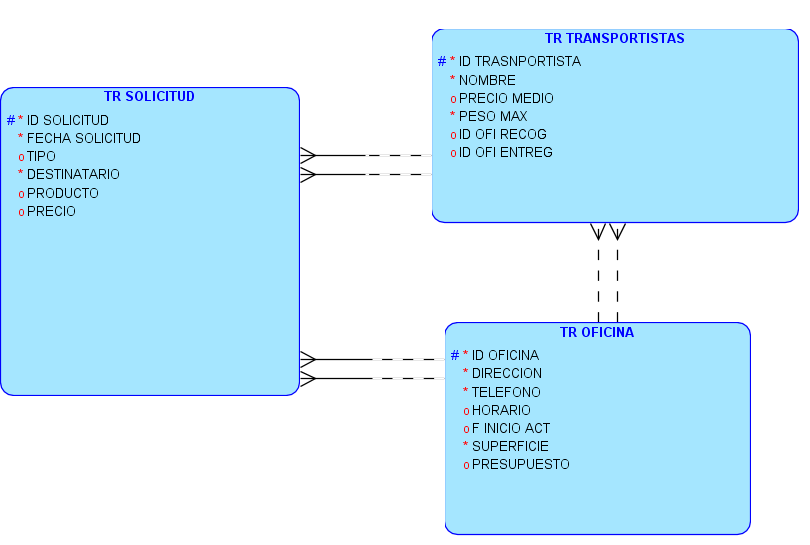 TR SOLICITUD
# * ID SOLICITUD
* FECHA SOLICITUD
o TIPO
* DESTINATARIO
o PRODUCTO
o PRECIO
TR TRANSPORTISTAS
# * ID TRASNPORTISTA
* NOMBRE
o PRECIO MEDIO
* PESO MAX
o ID OFI RECOG
o ID OFI ENTREG
TR OFICINA
# * ID OFICINA
* DIRECCION
* TELEFONO
o HORARIO
o F INICIO ACT
* SUPERFICIE
o PRESUPUESTO